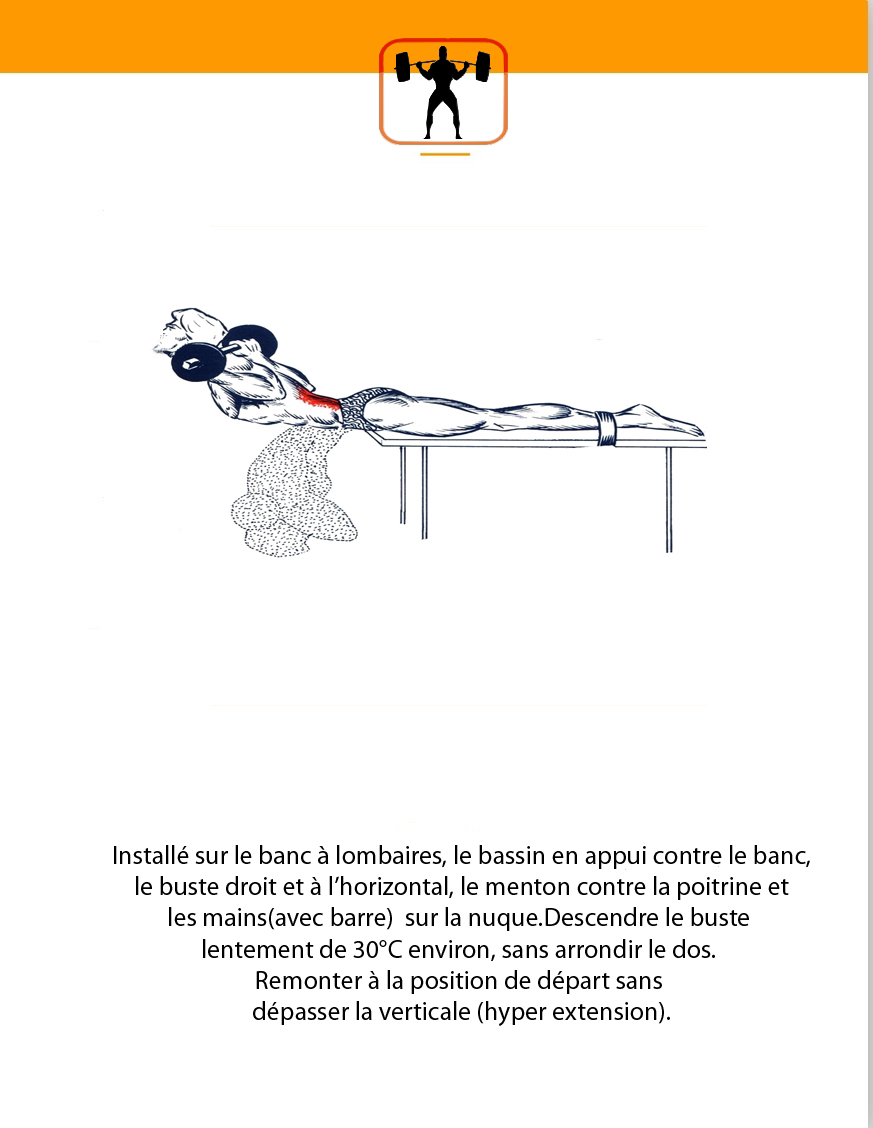 Installé sur le banc à lombaires, le bassin en appui contre le banc,
le buste droit et à l'horizontal, le menton contre la poitrine et
les mains(avec barre)  sur la nuque.Descendre le buste
lentement de 30°C environ, sans arrondir le dos.
Remonter à la position de départ sans
dépasser la verticale (hyper extension).